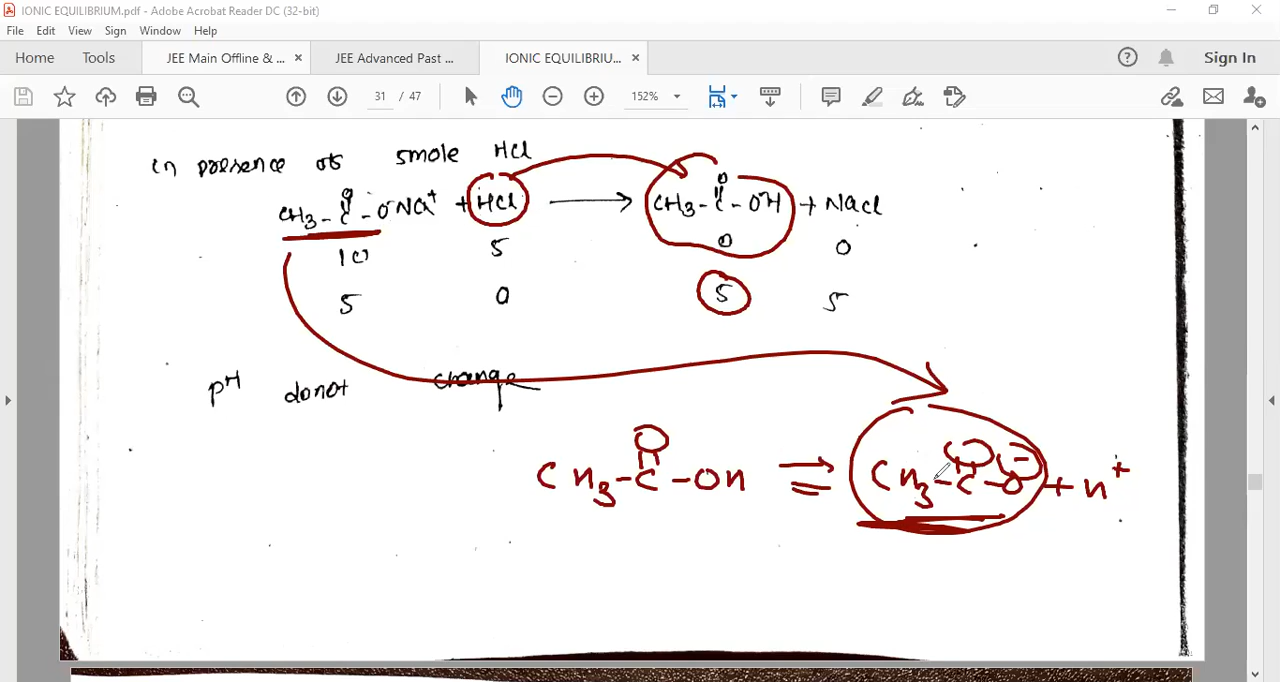 IONIC EQUILIBRIUM.pdf - Adobe Acrobat Reader DC (32-bit)
File Edit View Sign Window Help
Home Tools JEE Main Offline & ... × JEE Advanced Past ... IONIC EQUILIBRIU... × Sign In
31 / 47 152%
in presence of 5mole HCl
CH3-C-ONa+ + HCl → CH3-C-OH + NaCl
O O
10 5 0 0
5 0 5 5
pH donot change
O O
CH3-C-OH ⇌ CH3-C-O- + H+